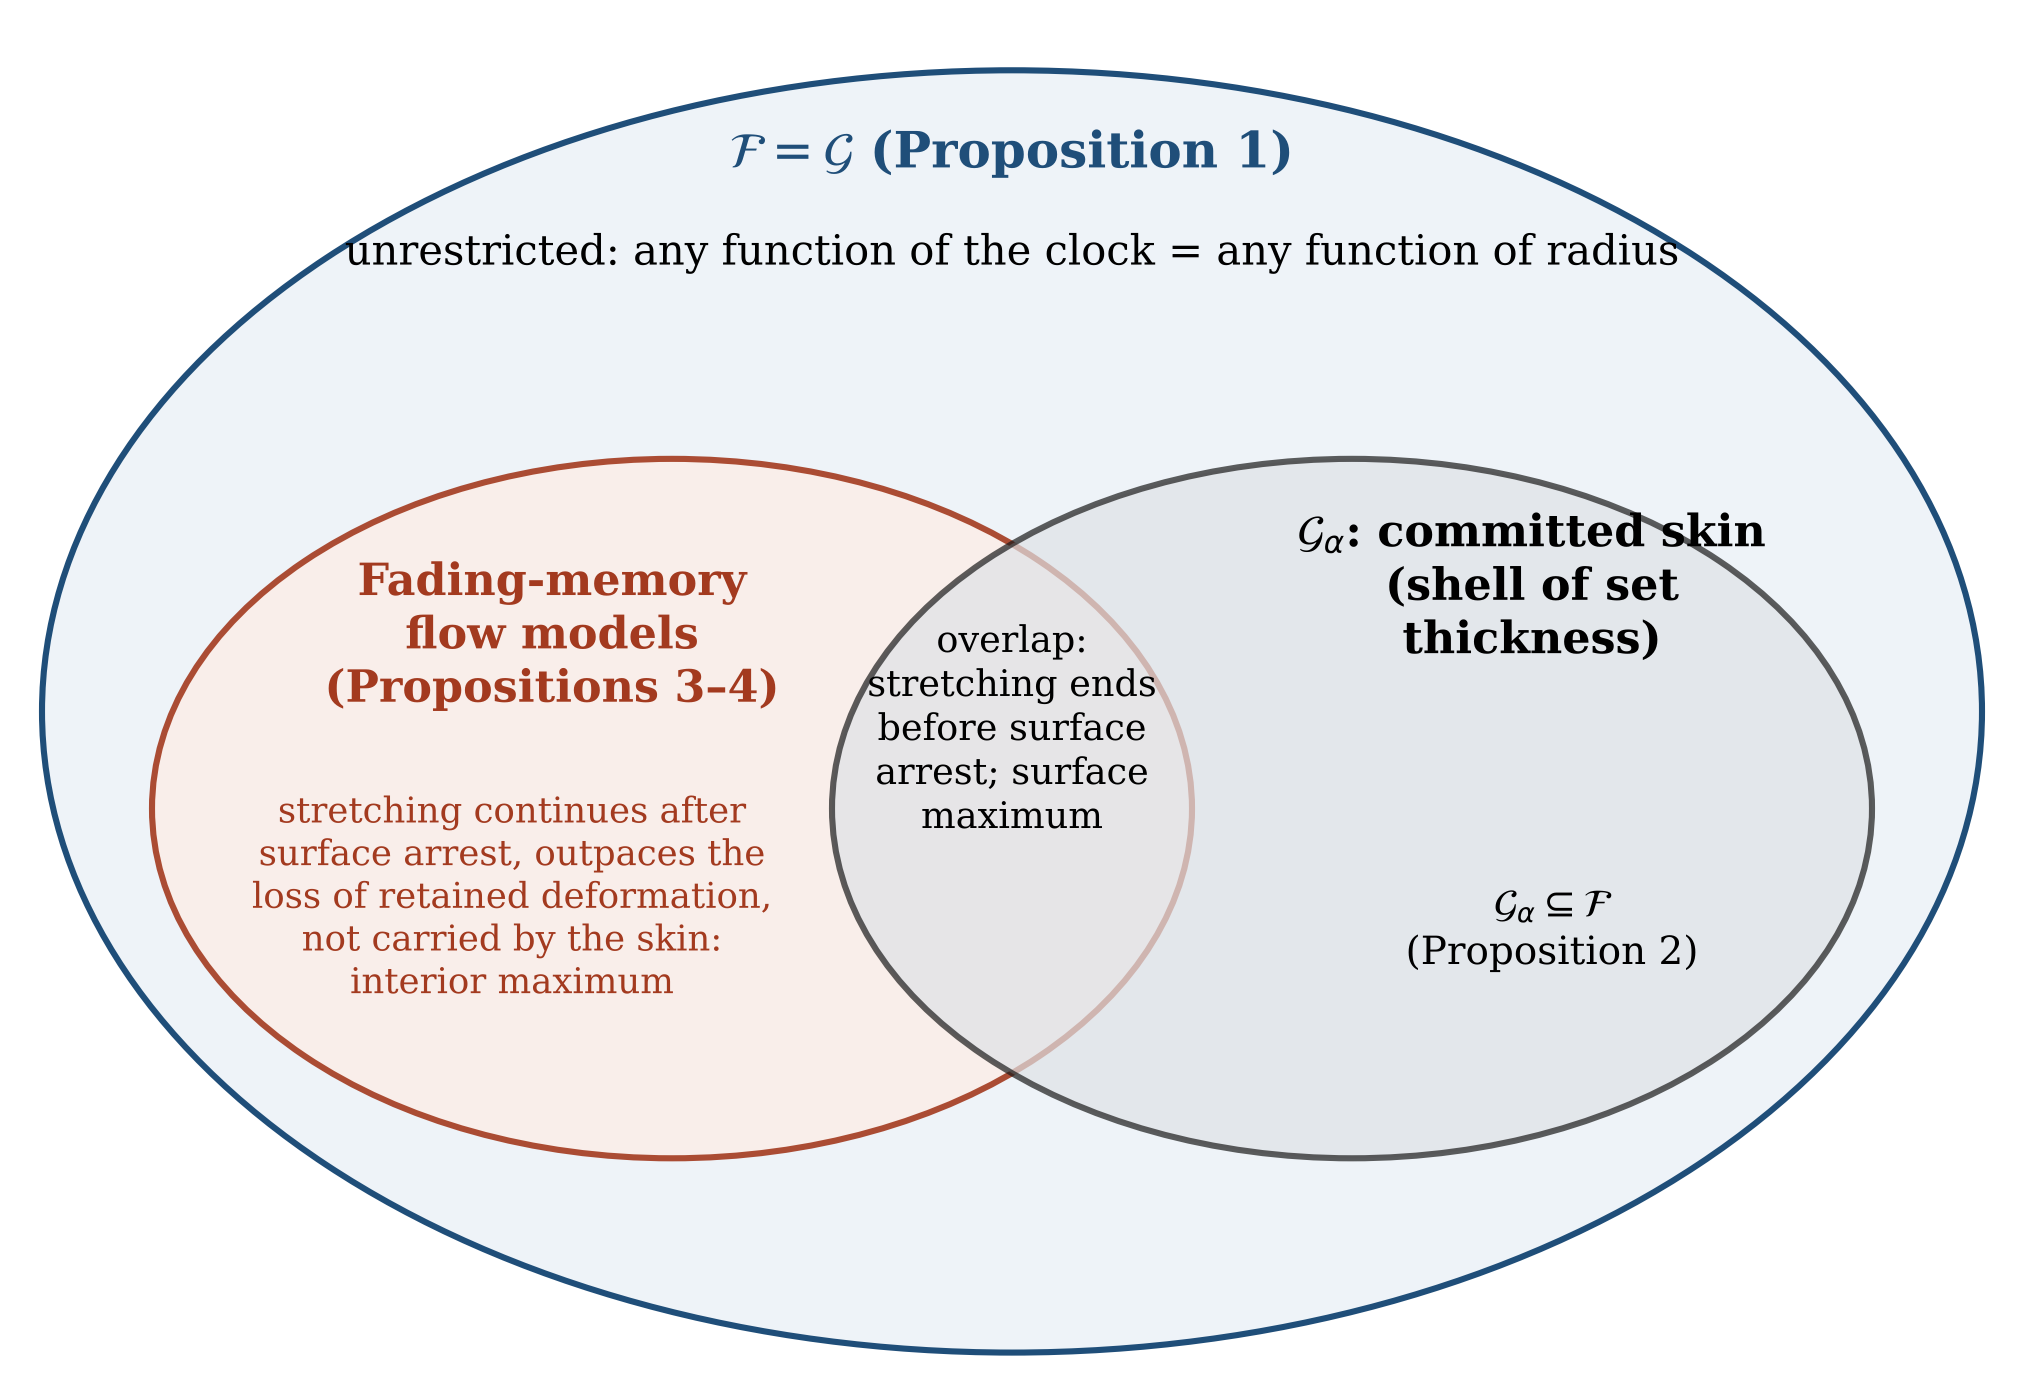 ℱ = 𝒢 (Proposition 1)
unrestricted: any function of the clock = any function of radius
Fading-memory
flow models
(Propositions 3–4)
stretching continues after
surface arrest, outpaces the
loss of retained deformation,
not carried by the skin:
interior maximum
overlap:
stretching ends
before surface
arrest; surface
maximum
𝒢α: committed skin
(shell of set
thickness)
𝒢α ⊆ ℱ
(Proposition 2)